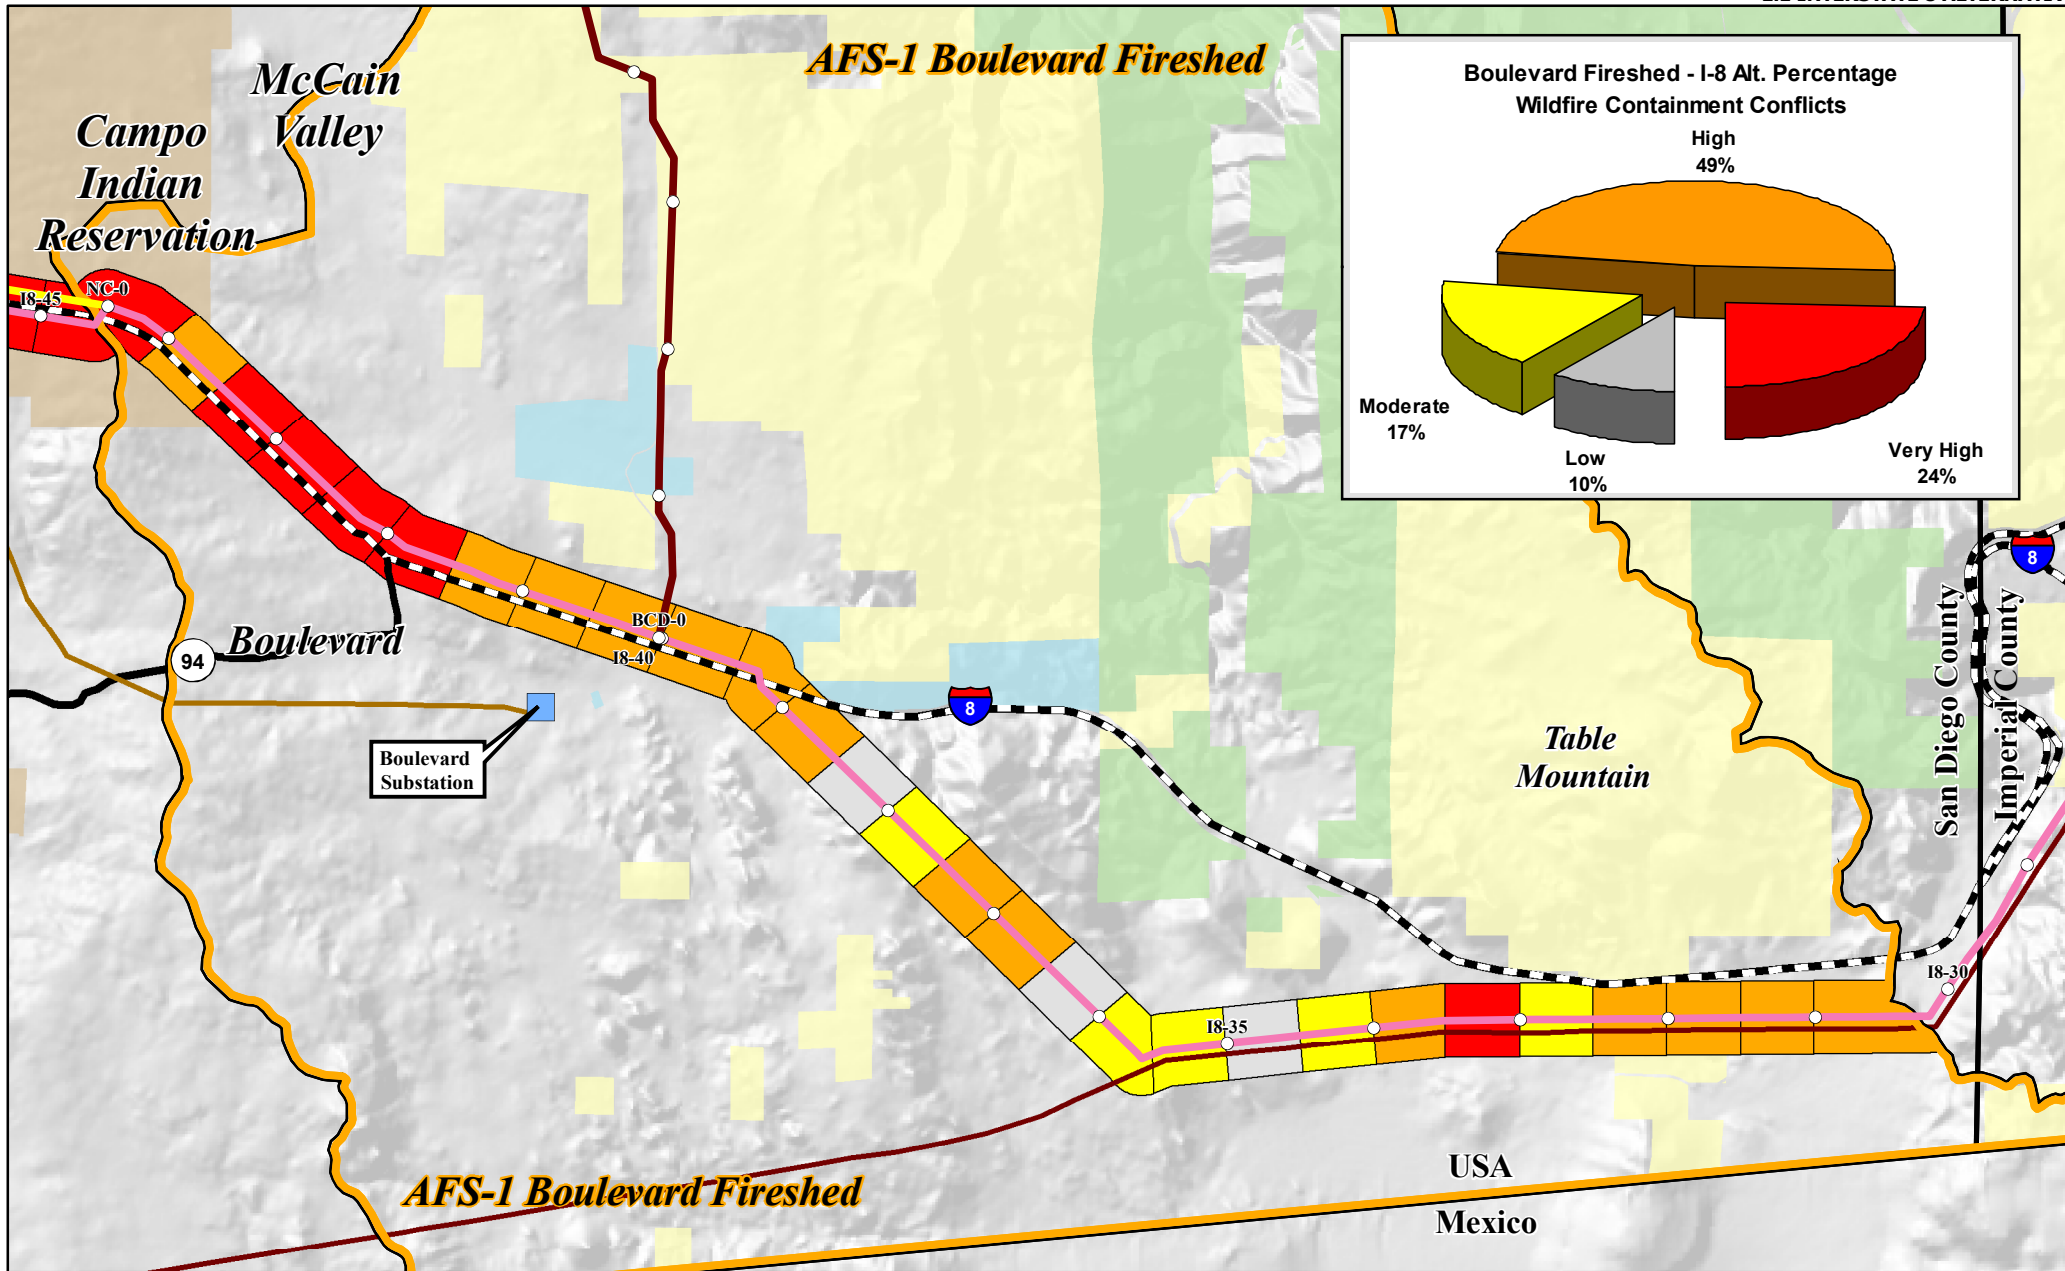 AFS-1 Boulevard Fireshed
McCain
Valley
Campo
Indian
Reservation
Boulevard Fireshed - I-8 Alt. Percentage
Wildfire Containment Conflicts
High
49%
Moderate
17%
Low
10%
Very High
24%
I8-45
NC-0
8
San Diego County
Imperial County
94
Boulevard
BCD-0
I8-40
8
Boulevard
Substation
Table
Mountain
I8-30
I8-35
AFS-1 Boulevard Fireshed
USA
Mexico